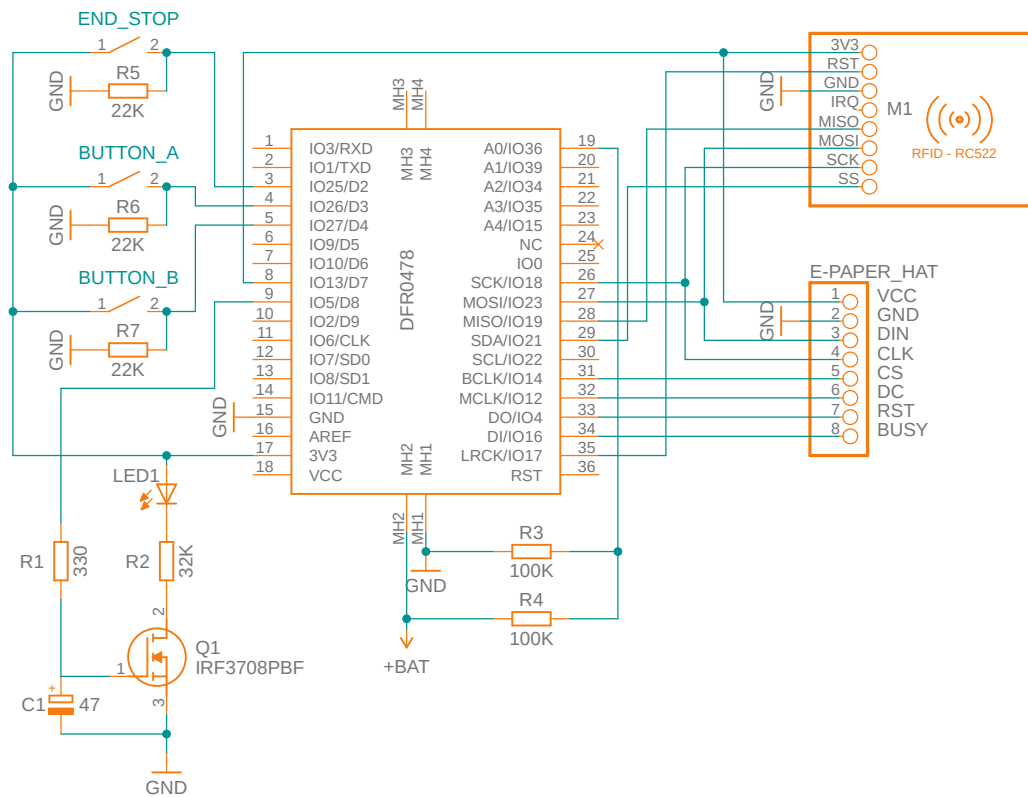 END_STOP
1 2
R5
GND
22K
BUTTON_A
1 2
R6
GND
22K
BUTTON_B
1 2
R7
GND
22K
MH3
MH4
MH3
MH4
DFR0478
1 IO3/RXD
2 IO1/TXD
3 IO25/D2
4 IO26/D3
5 IO27/D4
6 IO9/D5
7 IO10/D6
8 IO13/D7
9 IO5/D8
10 IO2/D9
11 IO6/CLK
12 IO7/SD0
13 IO8/SD1
14 IO11/CMD
GND
15 GND
16 AREF
17 3V3
18 VCC
A0/IO36 19
A1/IO39 20
A2/IO34 21
A3/IO35 22
A4/IO15 23
NC 24
IO0 25
SCK/IO18 26
MOSI/IO23 27
MISO/IO19 28
SDA/IO21 29
SCL/IO22 30
BCLK/IO14 31
MCLK/IO12 32
DO/IO4 33
DI/IO16 34
LRCK/IO17 35
RST 36
MH2
MH1
MH2
MH1
3V3
RST
GND
GND
IRQ
M1
MISO
MOSI
SCK
SS
RFID - RC522
E-PAPER_HAT
1 VCC
GND
2 GND
3 DIN
4 CLK
5 CS
6 DC
7 RST
8 BUSY
LED1
R1 330
R2 32K
2
Q1
IRF3708PBF
1
3
C1 + 47
GND
R3
100K
GND
R4
100K
+BAT